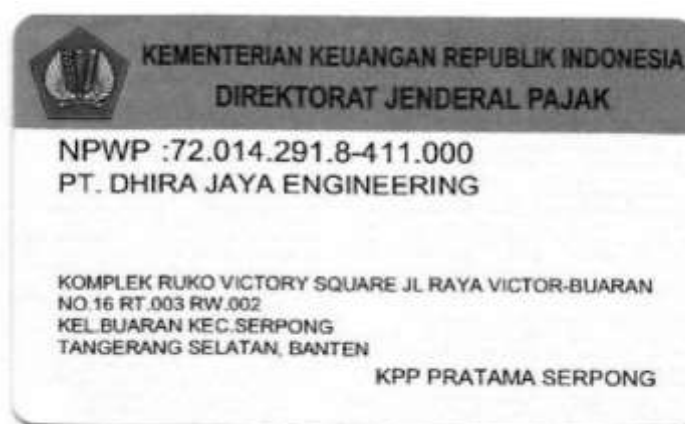 KEMENTERIAN KEUANGAN REPUBLIK INDONESIA
DIREKTORAT JENDERAL PAJAK
NPWP :72.014.291.8-411.000
PT. DHIRA JAYA ENGINEERING
KOMPLEK RUKO VICTORY SQUARE JL RAYA VICTOR-BUARAN
NO.16 RT.003 RW.002
KEL.BUARAN KEC.SERPONG
TANGERANG SELATAN, BANTEN
KPP PRATAMA SERPONG